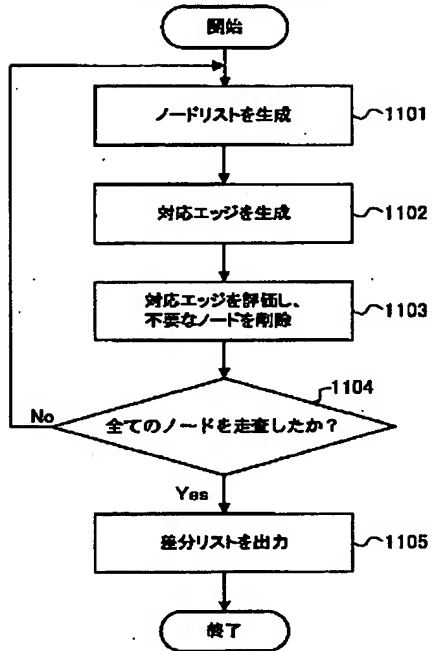 開始
ノードリストを生成
1101
対応エッジを生成
1102
対応エッジを評価し、
不要なノードを削除
1103
1104
全てのノードを走査したか?
No
Yes
差分リストを出力
1105
終了